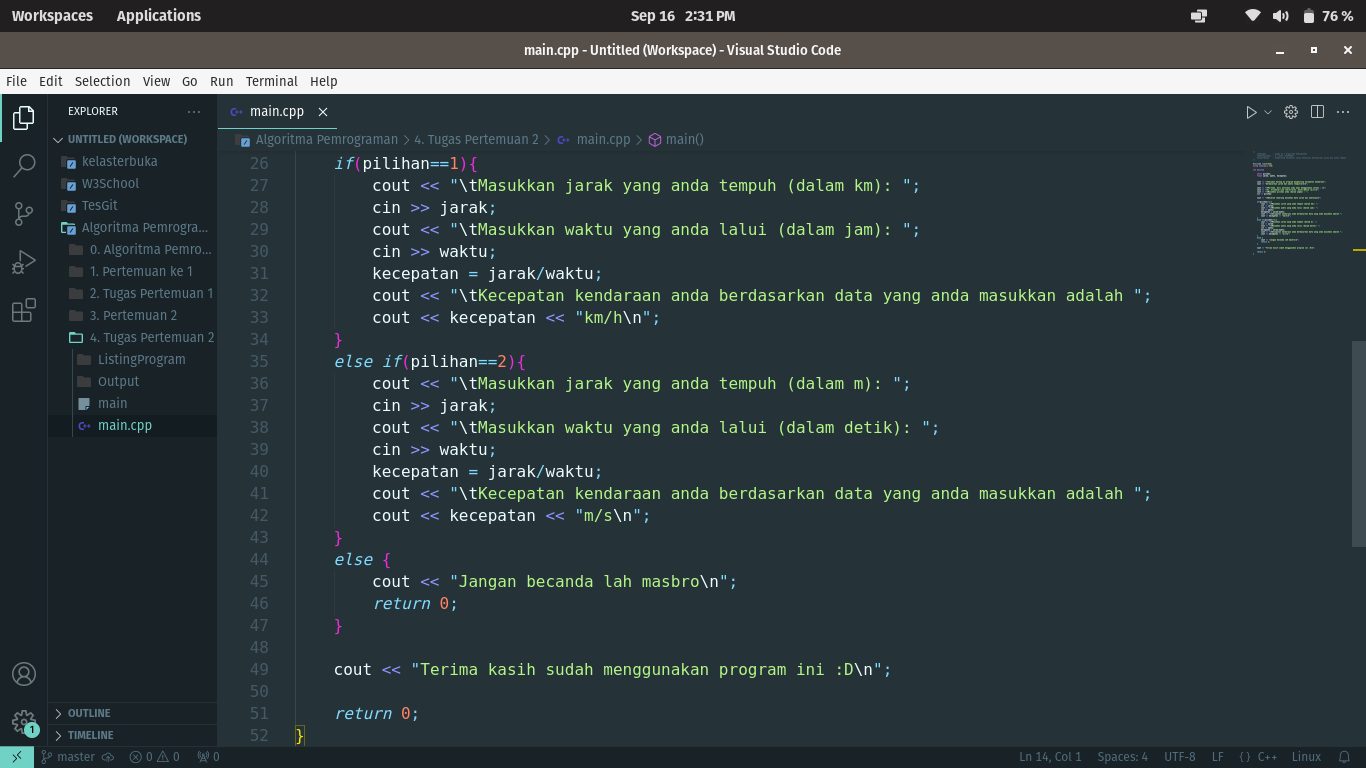 Workspaces Applications Sep 16 2:31 PM 76 %
main.cpp - Untitled (Workspace) - Visual Studio Code
File Edit Selection View Go Run Terminal Help
EXPLORER
UNTITLED (WORKSPACE)
kelasterbuka
W3School
TesGit
Algoritma Pemrogra...
0. Algoritma Pemro...
1. Pertemuan ke 1
2. Tugas Pertemuan 1
3. Pertemuan 2
4. Tugas Pertemuan 2
ListingProgram
Output
main
main.cpp
OUTLINE
TIMELINE
1
main.cpp
Algoritma Pemrograman > 4. Tugas Pertemuan 2 > main.cpp > main()
26 if(pilihan==1){
27 cout << "\tMasukkan jarak yang anda tempuh (dalam km): ";
28 cin >> jarak;
29 cout << "\tMasukkan waktu yang anda lalui (dalam jam): ";
30 cin >> waktu;
31 kecepatan = jarak/waktu;
32 cout << "\tKecepatan kendaraan anda berdasarkan data yang anda masukkan adalah ";
33 cout << kecepatan << "km/h\n";
34 }
35 else if(pilihan==2){
36 cout << "\tMasukkan jarak yang anda tempuh (dalam m): ";
37 cin >> jarak;
38 cout << "\tMasukkan waktu yang anda lalui (dalam detik): ";
39 cin >> waktu;
40 kecepatan = jarak/waktu;
41 cout << "\tKecepatan kendaraan anda berdasarkan data yang anda masukkan adalah ";
42 cout << kecepatan << "m/s\n";
43 }
44 else {
45 cout << "Jangan becanda lah masbro\n";
46 return 0;
47 }
48
49 cout << "Terima kasih sudah menggunakan program ini :D\n";
50
51 return 0;
52 }
master 0 0 0 Ln 14, Col 1 Spaces: 4 UTF-8 LF {} C++ Linux